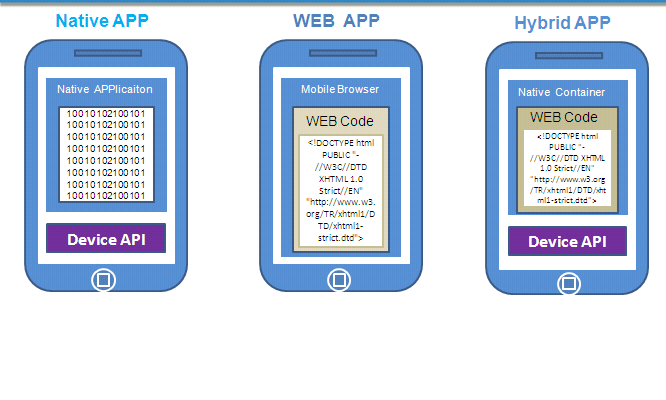 Native APP
Native APPlicaiton
10010102100101
10010102100101
10010102100101
10010102100101
10010102100101
10010102100101
10010102100101
10010102100101
Device API
WEB APP
Mobile Browser
WEB Code
<!DOCTYPE html
PUBLIC "-
//W3C//DTD
XHTML 1.0
Strict//EN"
"http://www.w3.
org/TR/xhtml1/D
TD/xhtml1-
strict.dtd">
Hybrid APP
Native Container
WEB Code
<!DOCTYPE html
PUBLIC "-
//W3C//DTD XHTML
1.0 Strict//EN"
"http://www.w3.org
/TR/xhtml1/DTD/xht
ml1-strict.dtd">
Device API